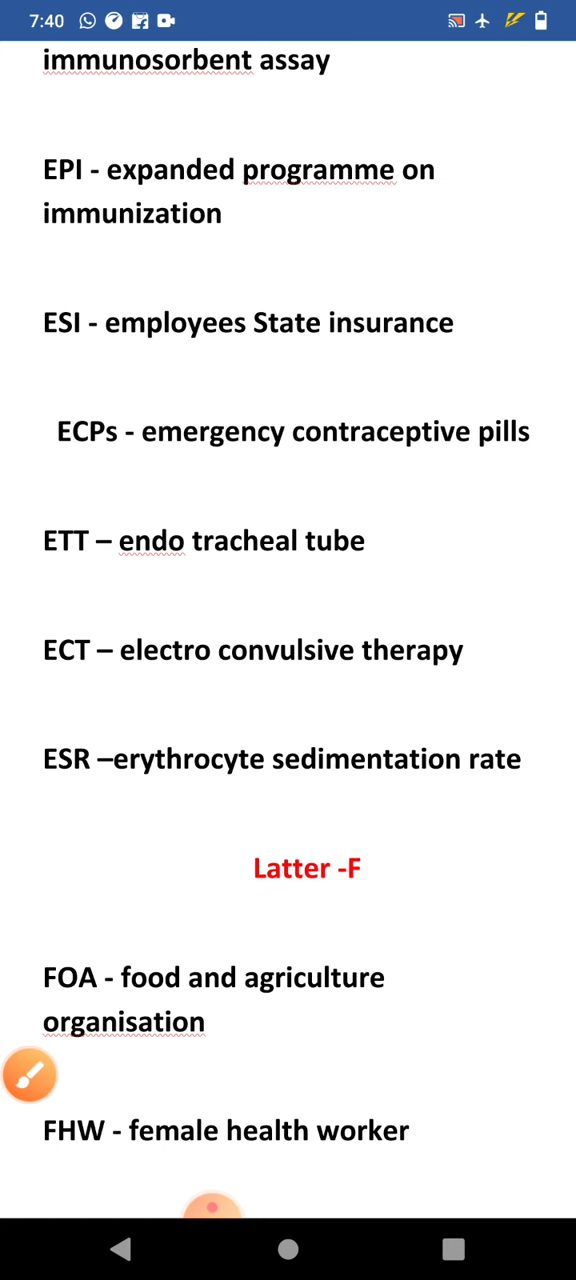 7:40
immunosorbent assay
EPI - expanded programme on
immunization
ESI - employees State insurance
ECPs - emergency contraceptive pills
ETT – endo tracheal tube
ECT – electro convulsive therapy
ESR –erythrocyte sedimentation rate
Latter -F
FOA - food and agriculture
organisation
FHW - female health worker